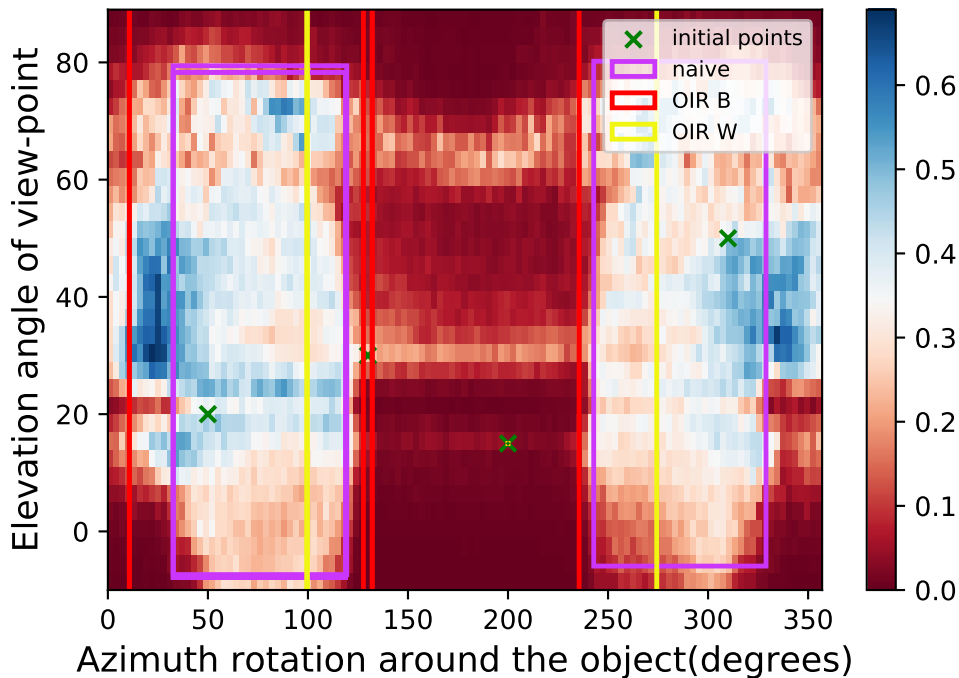 initial points
naive
OIR B
OIR W
80
60
40
20
0
Elevation angle of view-point
0 50 100 150 200 250 300 350
Azimuth rotation around the object(degrees)
0.6
0.5
0.4
0.3
0.2
0.1
0.0